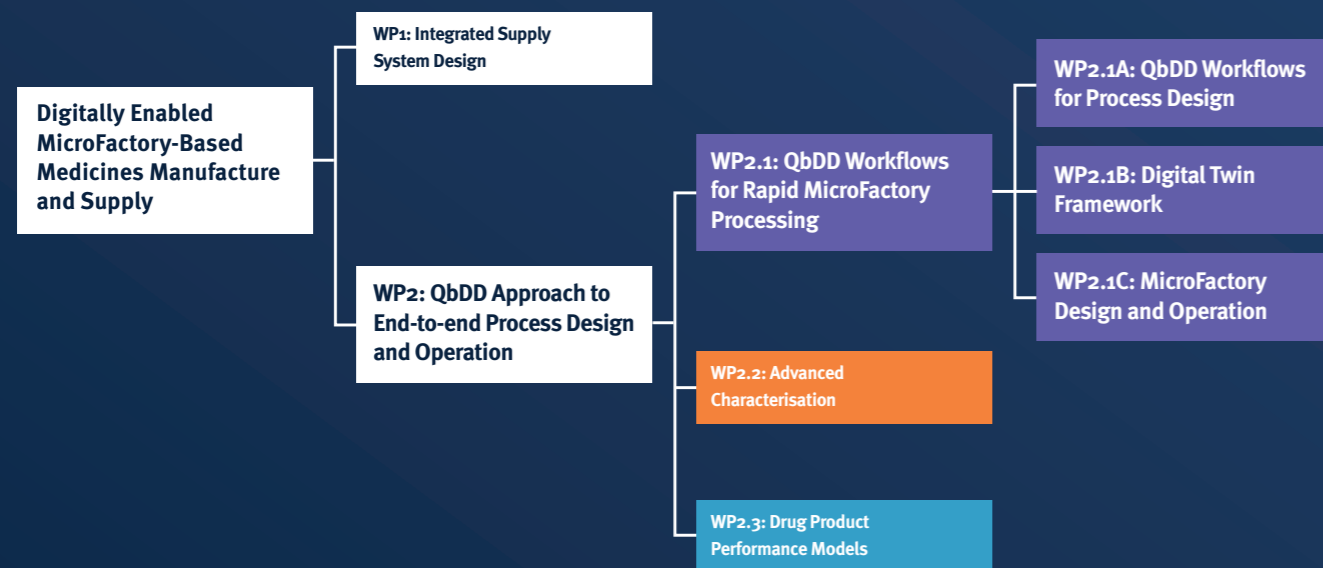 Digitally Enabled
MicroFactory-Based
Medicines Manufacture
and Supply
WP1: Integrated Supply
System Design
WP2: QbDD Approach to
End-to-end Process Design
and Operation
WP2.1: QbDD Workflows
for Rapid MicroFactory
Processing
WP2.2: Advanced
Characterisation
WP2.3: Drug Product
Performance Models
WP2.1A: QbDD Workflows
for Process Design
WP2.1B: Digital Twin
Framework
WP2.1C: MicroFactory
Design and Operation